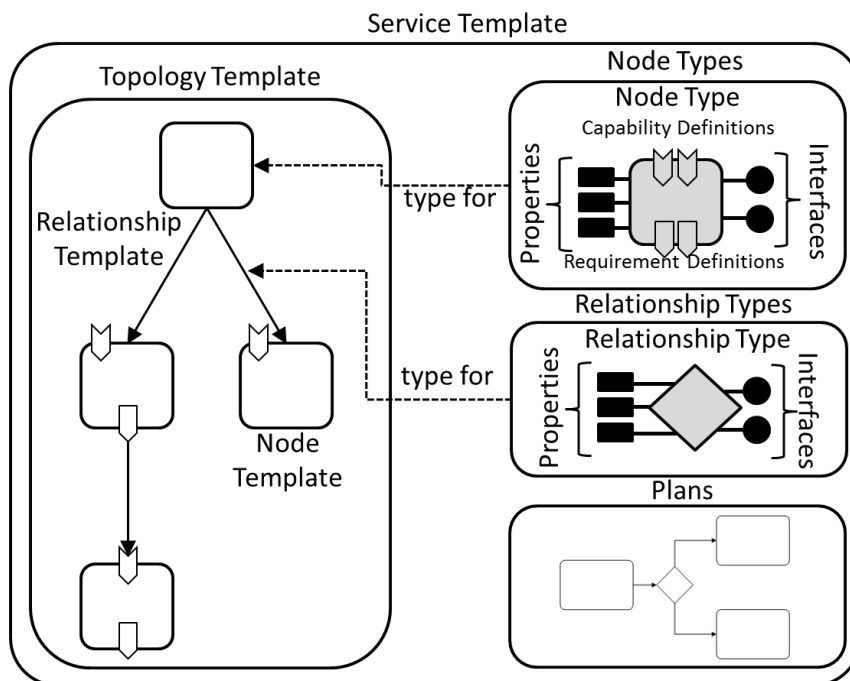 Service Template
Topology Template
Relationship
Template
Node
Template
type for
type for
Node Types
Node Type
Capability Definitions
Properties
Interfaces
Requirement Definitions
Relationship Types
Relationship Type
Properties
Interfaces
Plans